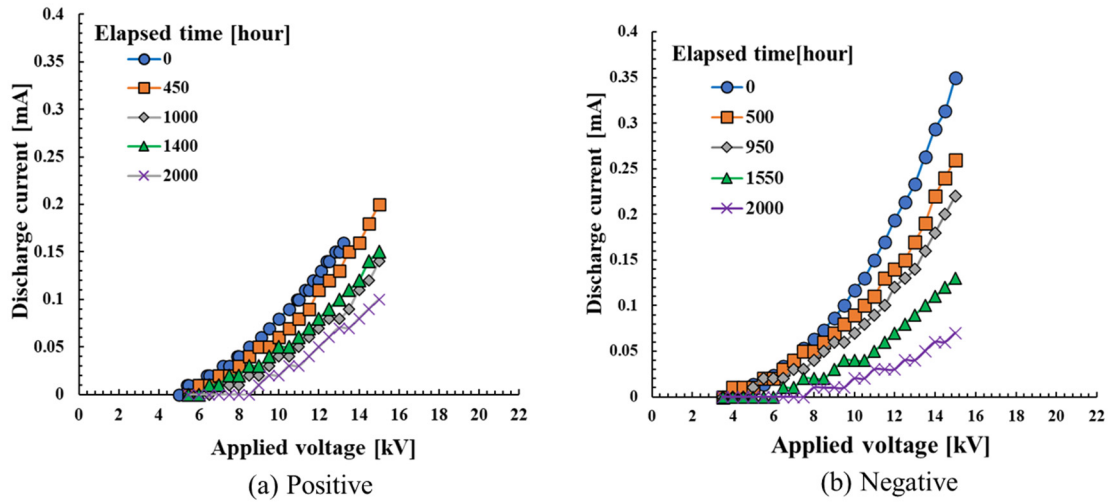 0.4
0.35
0.3
0.25
0.2
0.15
0.1
0.05
0
Discharge current [mA]
Elapsed time [hour]
0
450
1000
1400
2000
0 2 4 6 8 10 12 14 16 18 20 22
Applied voltage [kV]
(a) Positive
0.4
0.35
0.3
0.25
0.2
0.15
0.1
0.05
0
Discharge current [mA]
Elapsed time[hour]
0
500
950
1550
2000
0 2 4 6 8 10 12 14 16 18 20 22
Applied voltage [kV]
(b) Negative